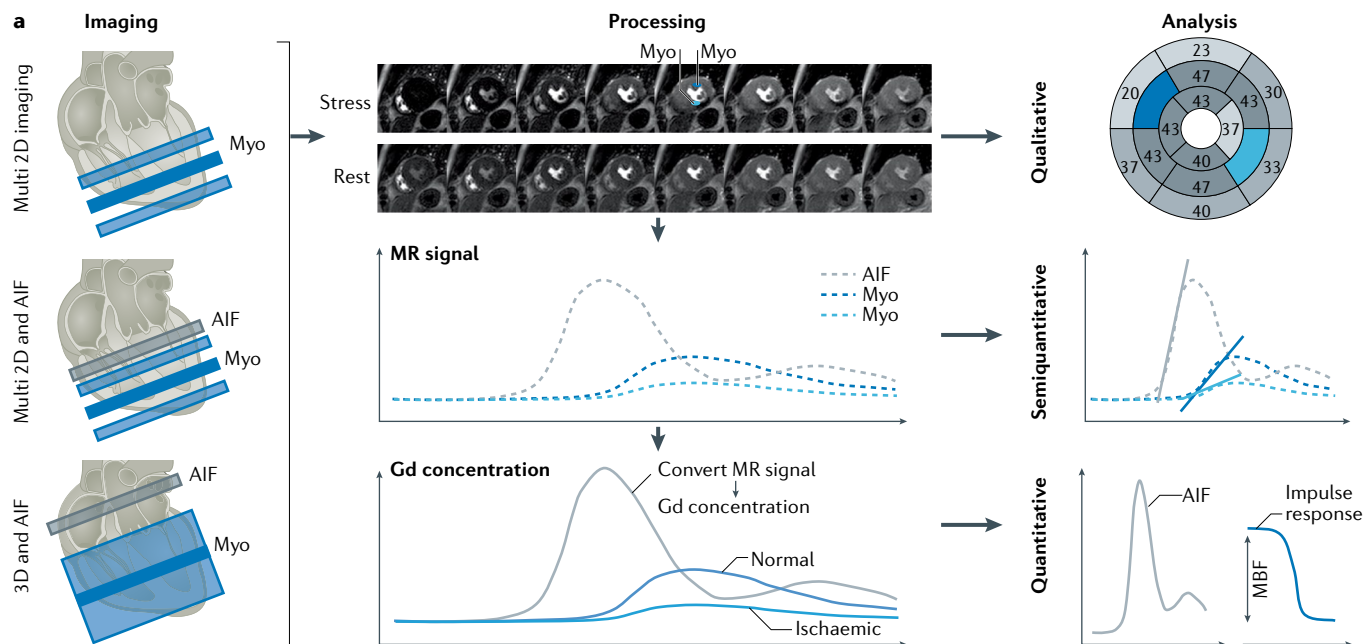 a
Imaging
Processing
Analysis
Multi 2D imaging
Myo
Multi 2D and AIF
AIF
Myo
3D and AIF
AIF
Myo
Myo
Myo
Stress
Rest
MR signal
AIF
Myo
Myo
Gd concentration
Convert MR signal
Gd concentration
Normal
Ischaemic
Qualitative
23
20
47
30
43
43
43
37
37
43
40
33
47
40
Semiquantitative
Quantitative
AIF
Impulse
response
MBF